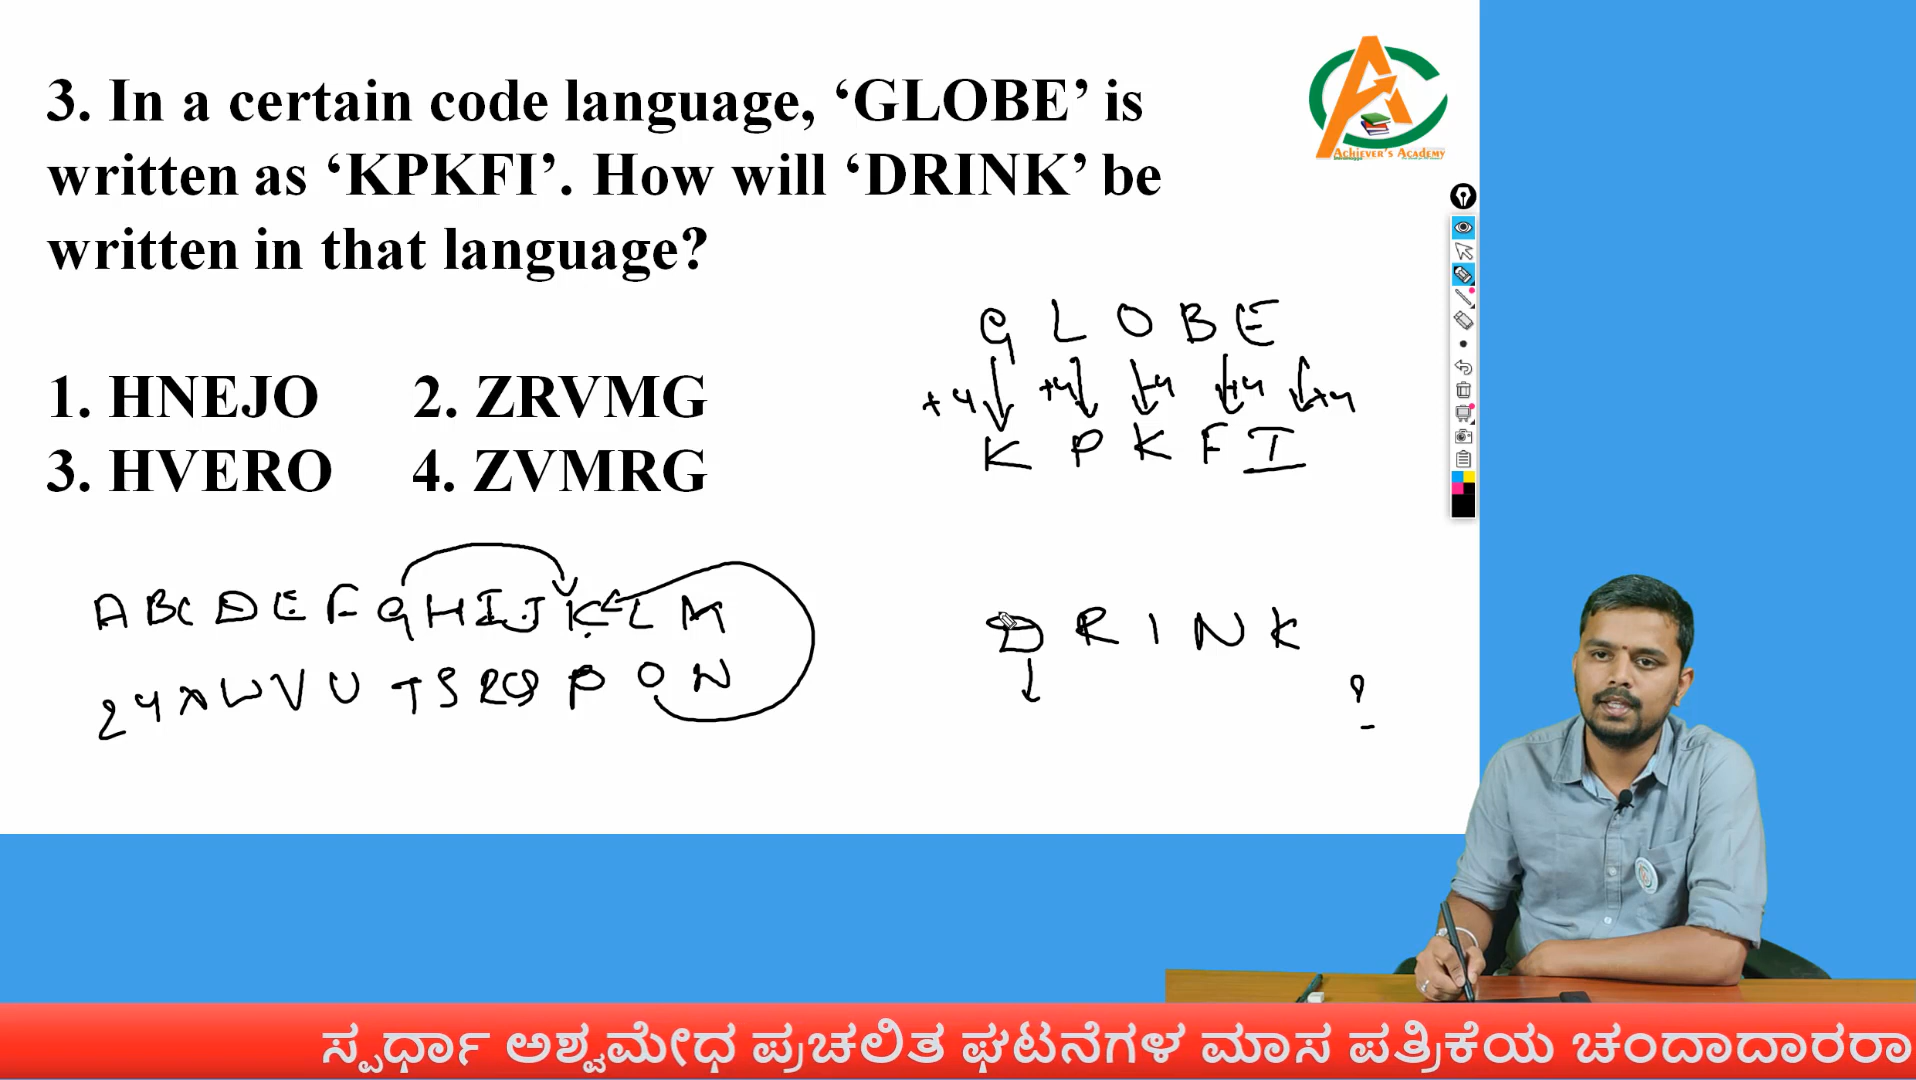 3. In a certain code language, ‘GLOBE’ is
written as ‘KPKFI’. How will ‘DRINK’ be
written in that language?
1. HNEJO 2. ZRVMG
3. HVERO 4. ZVMRG
ACHIEVER'S ACADEMY
G L O B E
+4 +4 -4 +4 +4
K P K F I
A B C D E F G H I J K L M
Z Y X W V U T S R Q P O N
D R I N K
?
ಸ್ಪರ್ಧಾ ಅಶ್ವಮೇಧ ಪ್ರಚಲಿತ ಘಟನೆಗಳ ಮಾಸ ಪತ್ರಿಕೆಯ ಚಂದಾದಾರರಾ